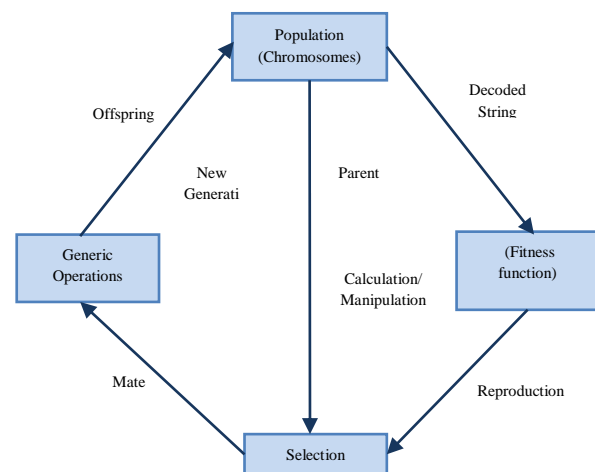 Population
(Chromosomes)
Decoded
String
Offspring
New
Generati
Parent
Generic
Operations
(Fitness
function)
Calculation/
Manipulation
Mate
Reproduction
Selection